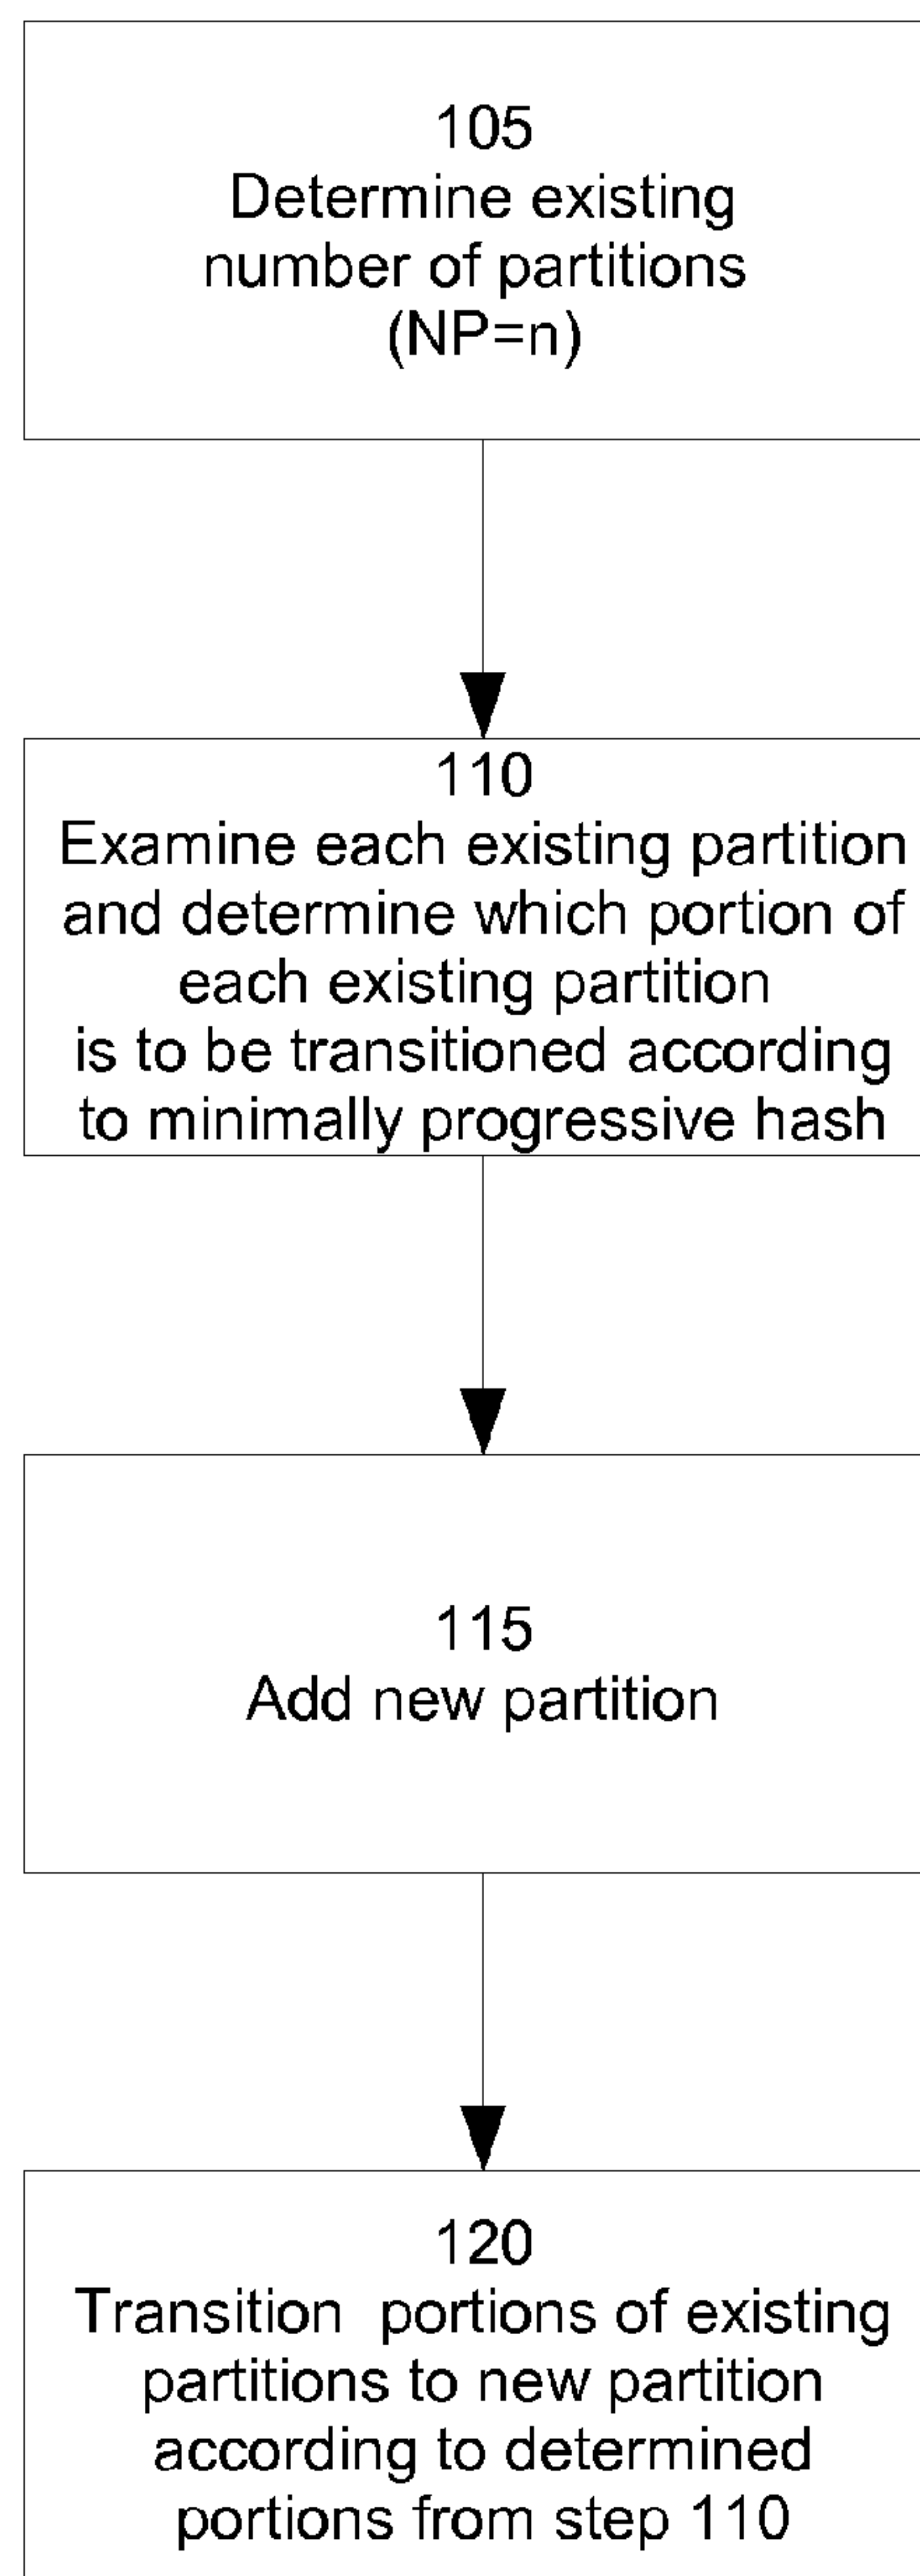 105
Determine existing
number of partitions
(NP=n)
110
Examine each existing partition
and determine which portion of
each existing partition
is to be transitioned according
to minimally progressive hash
115
Add new partition
120
Transition portions of existing
partitions to new partition
according to determined
portions from step 110